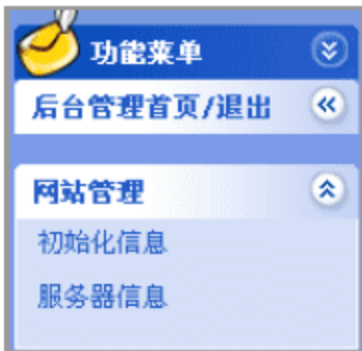 功能菜单
后台管理首页/退出
网站管理
初始化信息
服务器信息